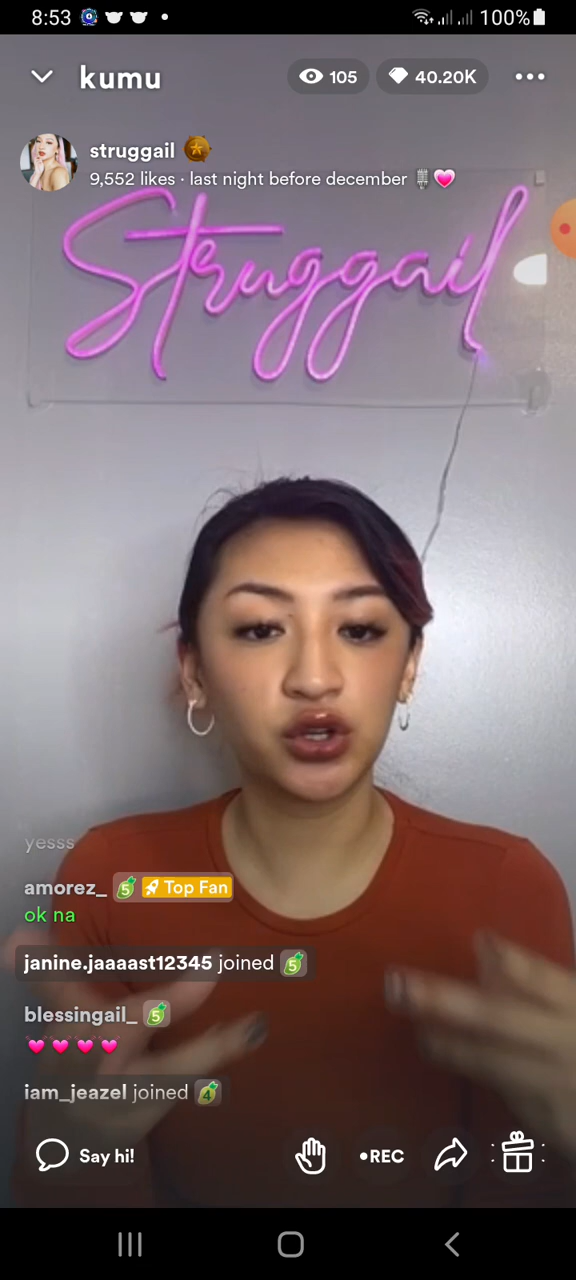 8:53
100%
kumu
105
40.20K
struggail
9,552 likes · last night before december 🎙️💗
Struggail
yesss
amorez_ 5 Top Fan
ok na
janine.jaaaast12345 joined 5
blessingail_ 5
💗💗💗💗
iam_jeazel joined 4
Say hi!
•REC